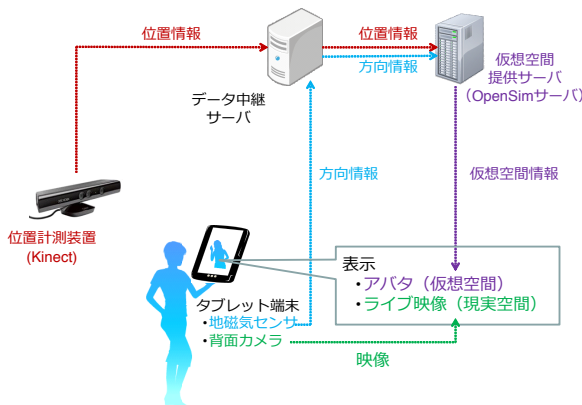 位置情報
位置情報
方向情報
仮想空間
提供サーバ
（OpenSimサーバ）
データ中継
サーバ
方向情報
仮想空間情報
位置計測装置
(Kinect)
表示
・アバタ（仮想空間）
・ライブ映像（現実空間）
タブレット端末
・地磁気センサ
・背面カメラ
映像